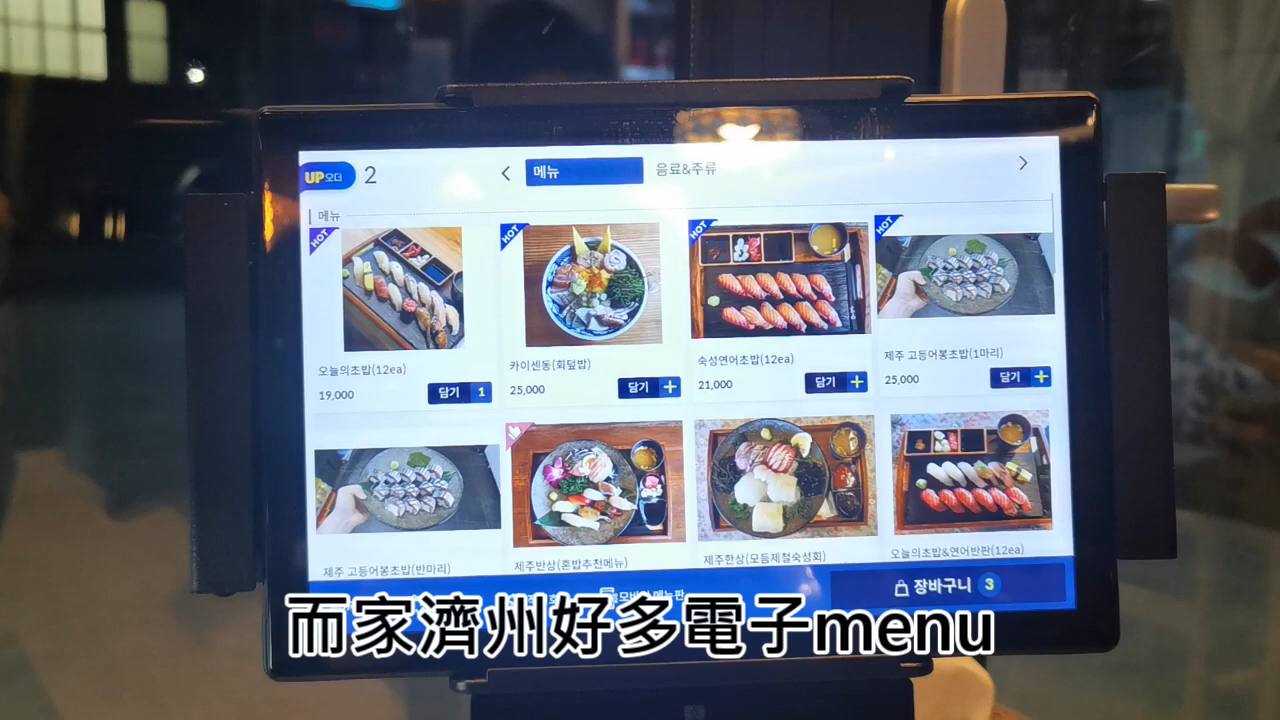 UP오더 2 메뉴 음료&주류
메뉴
HOT HOT HOT HOT
오늘의초밥(12ea) 카이센동(회덮밥) 숙성연어초밥(12ea) 제주 고등어봉초밥(1마리)
19,000 담기 1 25,000 담기 + 21,000 담기 + 25,000 담기 +
제주 고등어봉초밥(반마리) 제주반상(혼밥추천메뉴) 제주한상(모듬제철숙성회) 오늘의초밥&연어반판(12ea)
메뉴판 장바구니 3
而家濟州好多電子menu